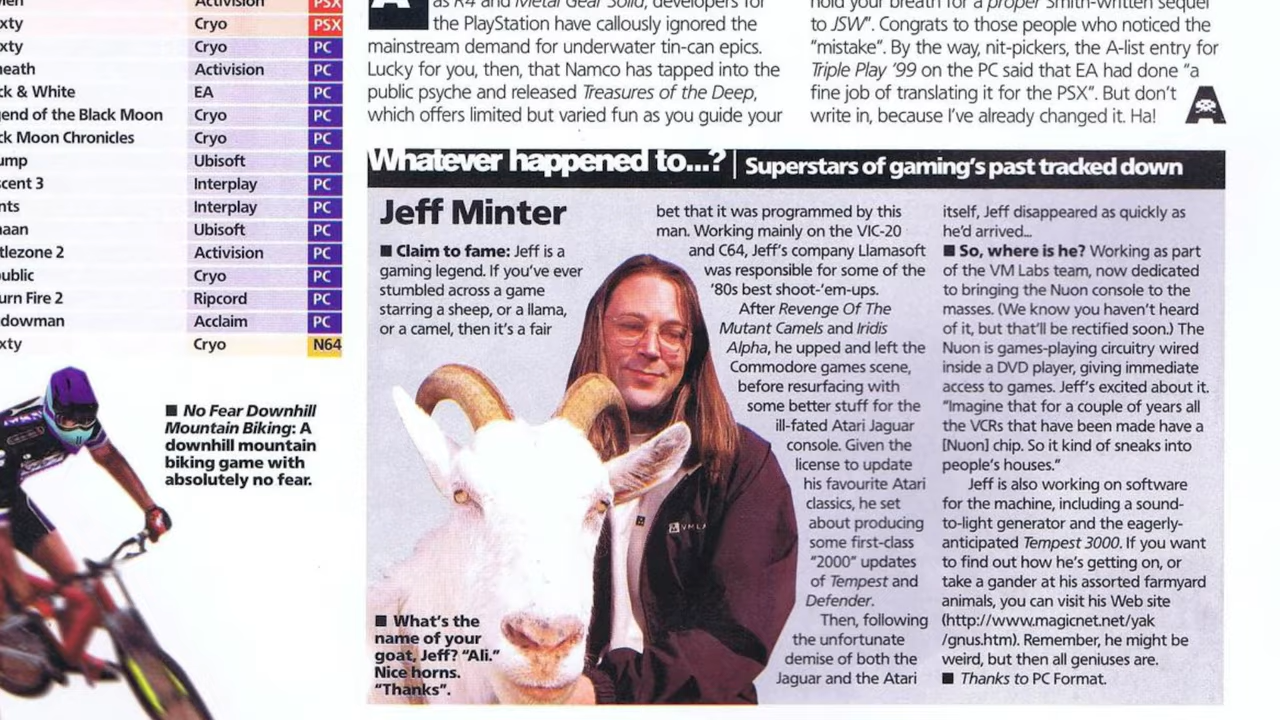 Activision PSX
xty Cryo PSX
xty Cryo PC
neath Activision PC
ck & White EA PC
gend of the Black Moon Cryo PC
ck Moon Chronicles Cryo PC
ump Ubisoft PC
scent 3 Interplay PC
nts Interplay PC
naan Ubisoft PC
ttlezone 2 Activision PC
public Cryo PC
urn Fire 2 Ripcord PC
dowman Acclaim PC
xty Cryo N64
■ No Fear Downhill
Mountain Biking: A
downhill mountain
biking game with
absolutely no fear.
as R4 and Metal Gear Solid, developers for
the PlayStation have callously ignored the
mainstream demand for underwater tin-can epics.
Lucky for you, then, that Namco has tapped into the
public psyche and released Treasures of the Deep,
which offers limited but varied fun as you guide your
hold your breath for a proper Smith-written sequel
to JSW". Congrats to those people who noticed the
"mistake". By the way, nit-pickers, the A-list entry for
Triple Play '99 on the PC said that EA had done "a
fine job of translating it for the PSX". But don't
write in, because I've already changed it. Ha!
Whatever happened to...? | Superstars of gaming's past tracked down
Jeff Minter
■ Claim to fame: Jeff is a
gaming legend. If you've ever
stumbled across a game
starring a sheep, or a llama,
or a camel, then it's a fair
bet that it was programmed by this
man. Working mainly on the VIC-20
and C64, Jeff's company Llamasoft
was responsible for some of the
'80s best shoot-'em-ups.
After Revenge Of The
Mutant Camels and Iridis
Alpha, he upped and left the
Commodore games scene,
before resurfacing with
some better stuff for the
ill-fated Atari Jaguar
console. Given the
license to update
his favourite Atari
classics, he set
about producing
some first-class
"2000" updates
of Tempest and
Defender.
Then, following
the unfortunate
demise of both the
Jaguar and the Atari
itself, Jeff disappeared as quickly as
he'd arrived...
■ So, where is he? Working as part
of the VM Labs team, now dedicated
to bringing the Nuon console to the
masses. (We know you haven't heard
of it, but that'll be rectified soon.) The
Nuon is games-playing circuitry wired
inside a DVD player, giving immediate
access to games. Jeff's excited about it.
"Imagine that for a couple of years all
the VCRs that have been made have a
[Nuon] chip. So it kind of sneaks into
people's houses."
Jeff is also working on software
for the machine, including a sound-
to-light generator and the eagerly-
anticipated Tempest 3000. If you want
to find out how he's getting on, or
take a gander at his assorted farmyard
animals, you can visit his Web site
(http://www.magicnet/yak
/gnus.htm). Remember, he might be
weird, but then all geniuses are.
■ Thanks to PC Format.
■ What's the
name of your
goat, Jeff? "Ali."
Nice horns.
"Thanks".